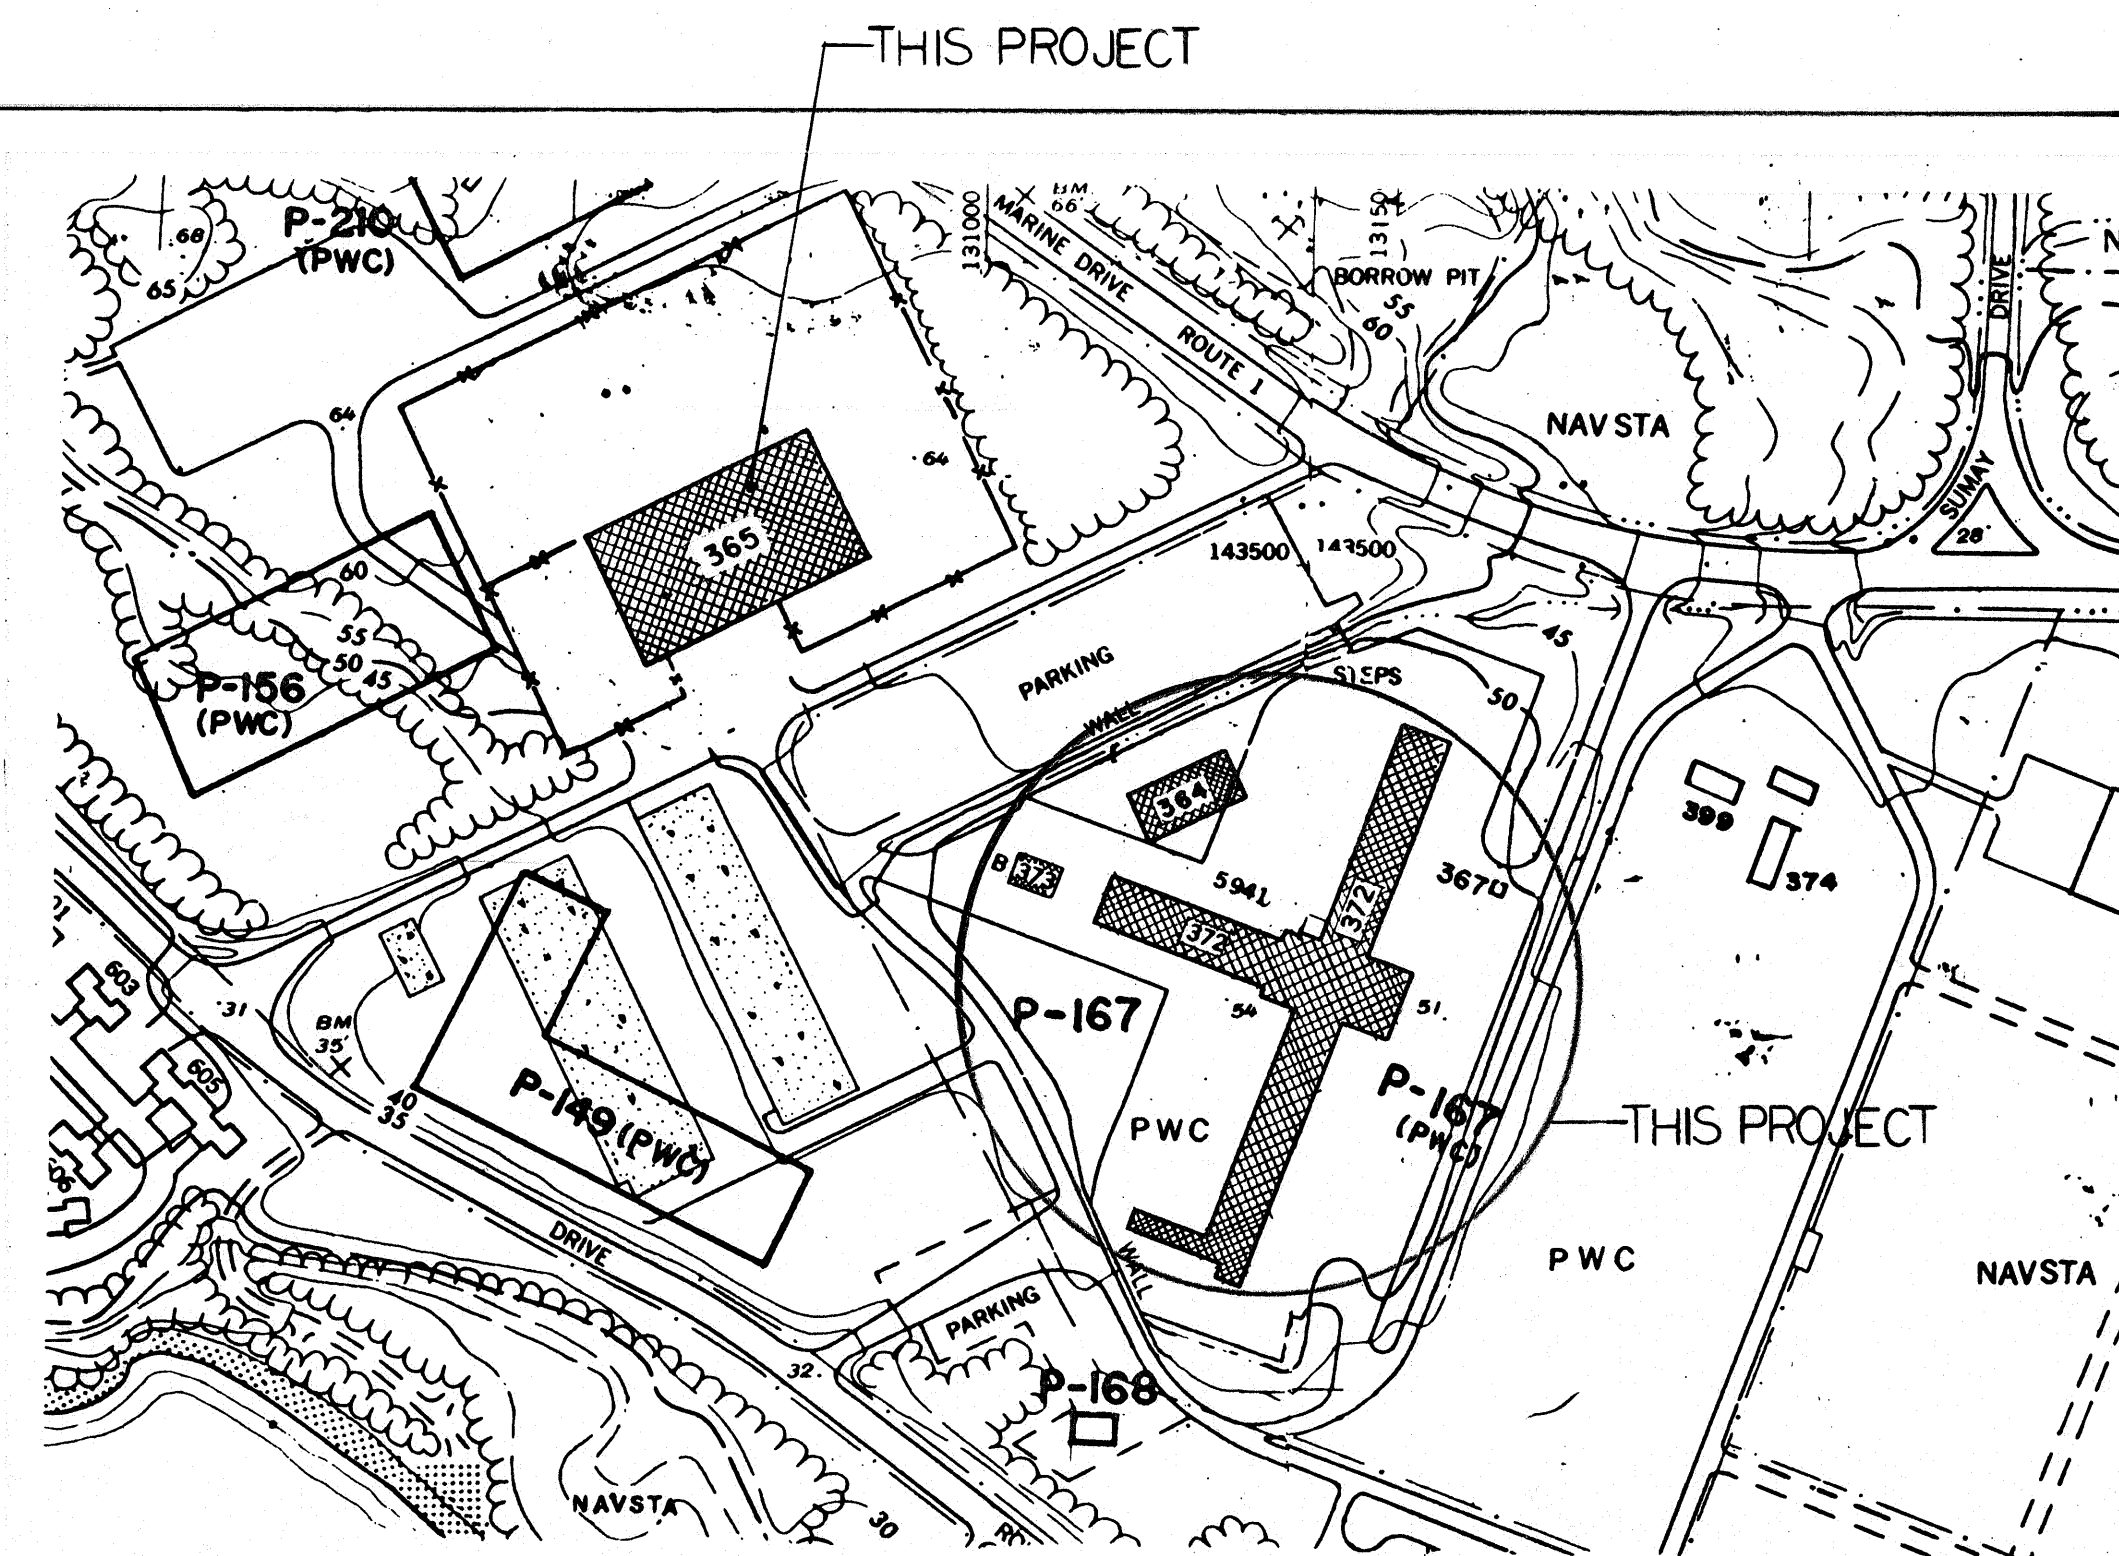 THIS PROJECT
P-210
(PWC)
68
65
131000
MARINE DRIVE
ROUTE 1
BM
66
13150
BORROW PIT
55
60
DRIVE
N
NAVSTA
SUMAY
28
64
64
365
143500
143500
60
55
50
45
P-156
(PWC)
PARKING
WALL
STEPS
45
50
364
B
373
5941
372
372
3670
399
374
54
51.
P-167
PWC
P-167
(PWC)
THIS PROJECT
603
31
BM
35'
605
40
35
P-149 (PWC)
DRIVE
WALL
PWC
NAVSTA
PARKING
32.
P-168
NAVSTA
30
RD